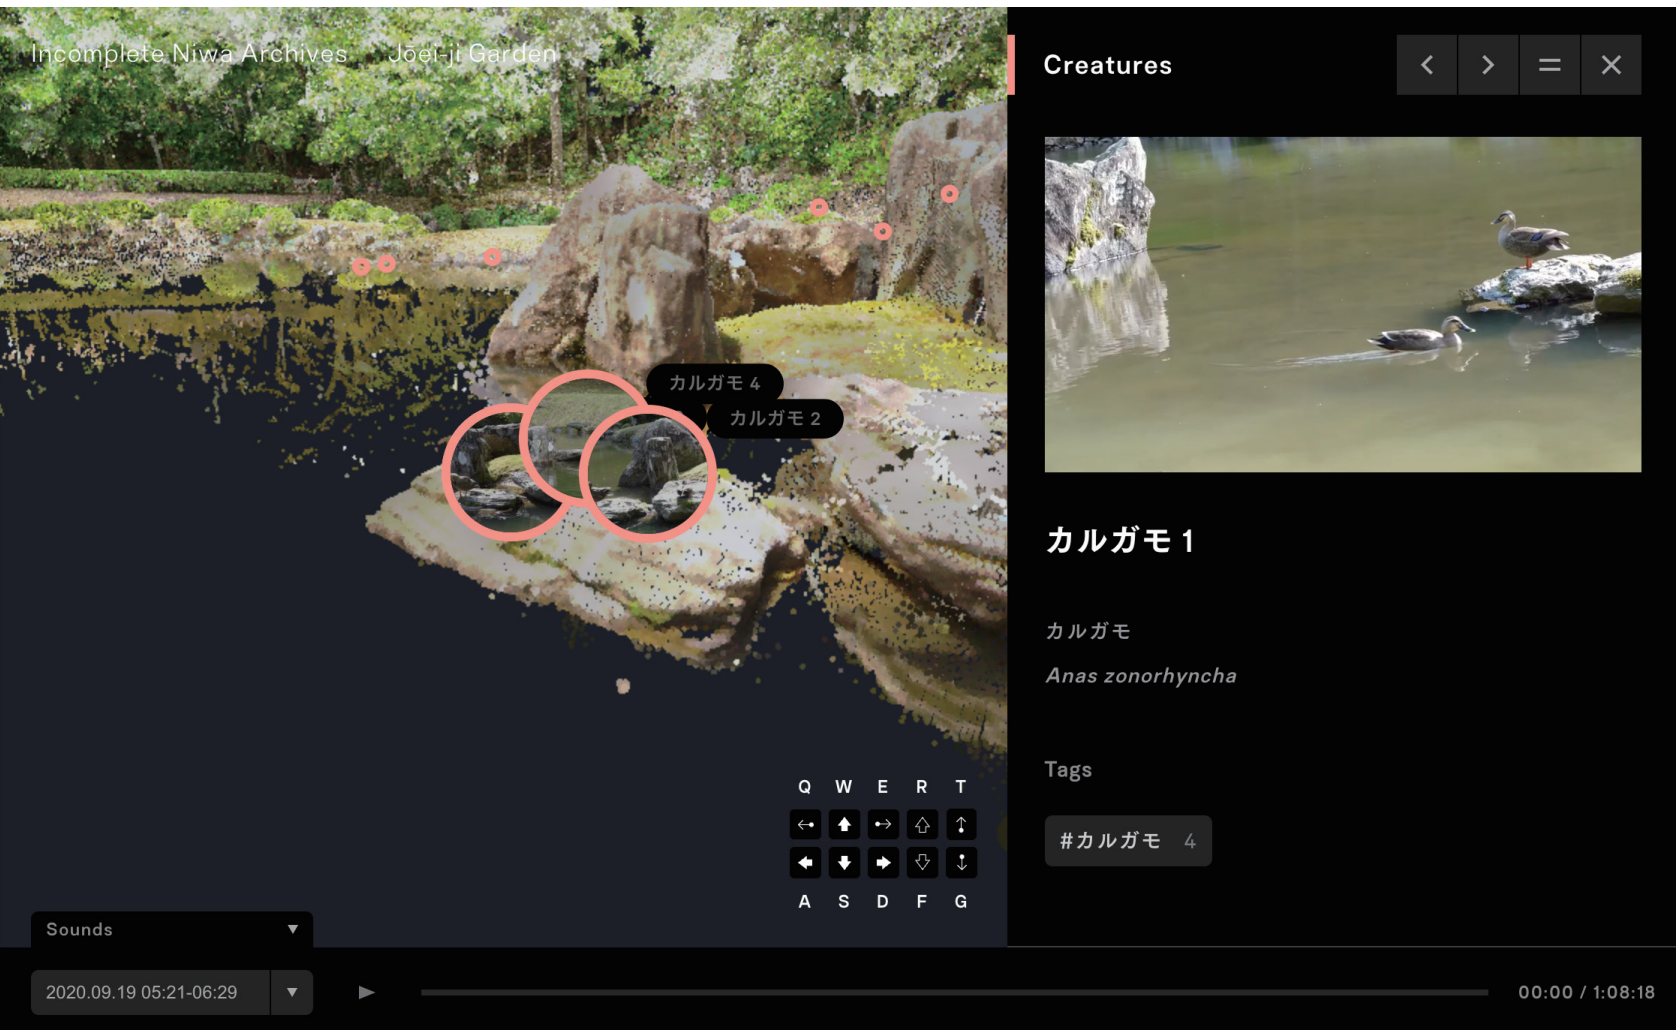 Incomplete Niwa Archives Jōei-ji Garden
カルガモ 4
カルガモ 2
Q W E R T
A S D F G
Sounds
2020.09.19 05:21-06:29
00:00 / 1:08:18
Creatures
カルガモ 1
カルガモ
Anas zonorhyncha
Tags
#カルガモ 4